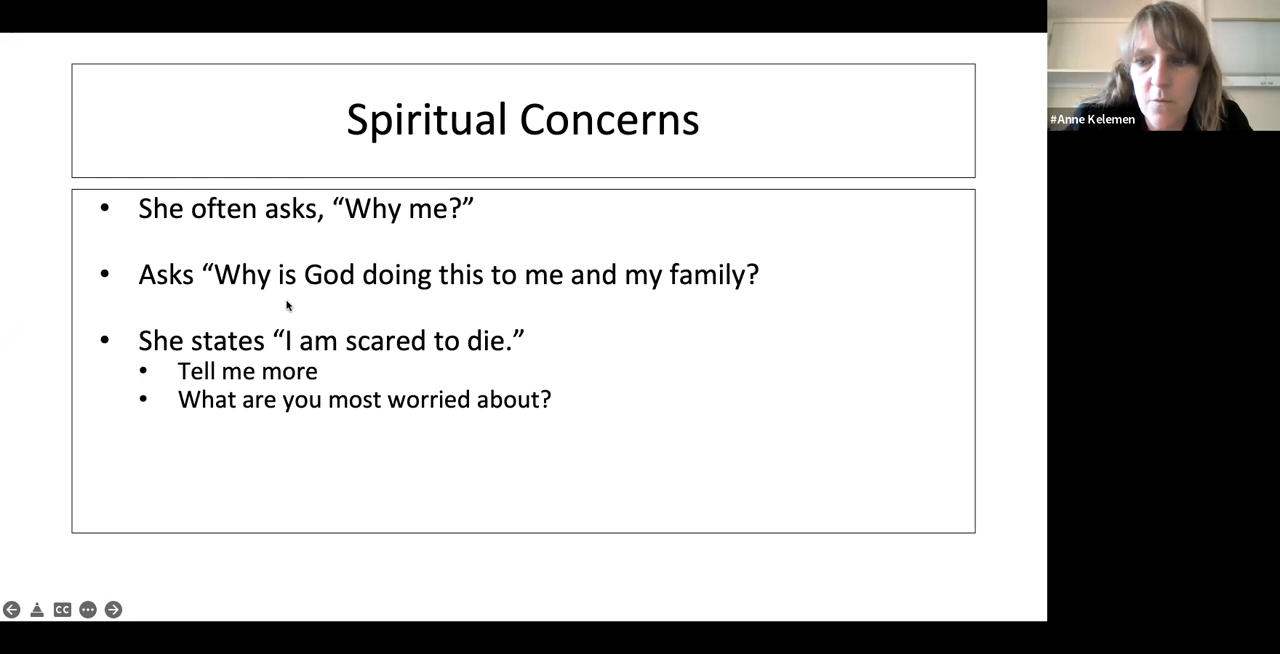 Spiritual Concerns
#Anne Kelemen
• She often asks, “Why me?”
• Asks “Why is God doing this to me and my family?
• She states “I am scared to die.”
• Tell me more
• What are you most worried about?
CC